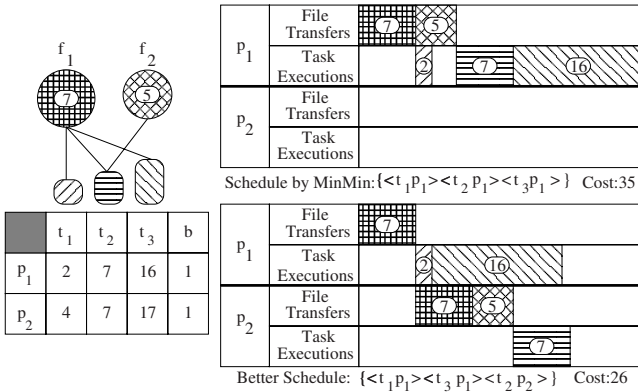 f1 f2
7 5
t1 t2 t3 b
p1 2 7 16 1
p2 4 7 17 1
p1 File Transfers 7 5
Task Executions 2 7 16
p2 File Transfers
Task Executions
Schedule by MinMin:{<t1p1><t2p1><t3p1>} Cost:35
p1 File Transfers 7
Task Executions 2 16
p2 File Transfers 7 5
Task Executions 7
Better Schedule: {<t1p1><t3p1><t2p2>} Cost:26